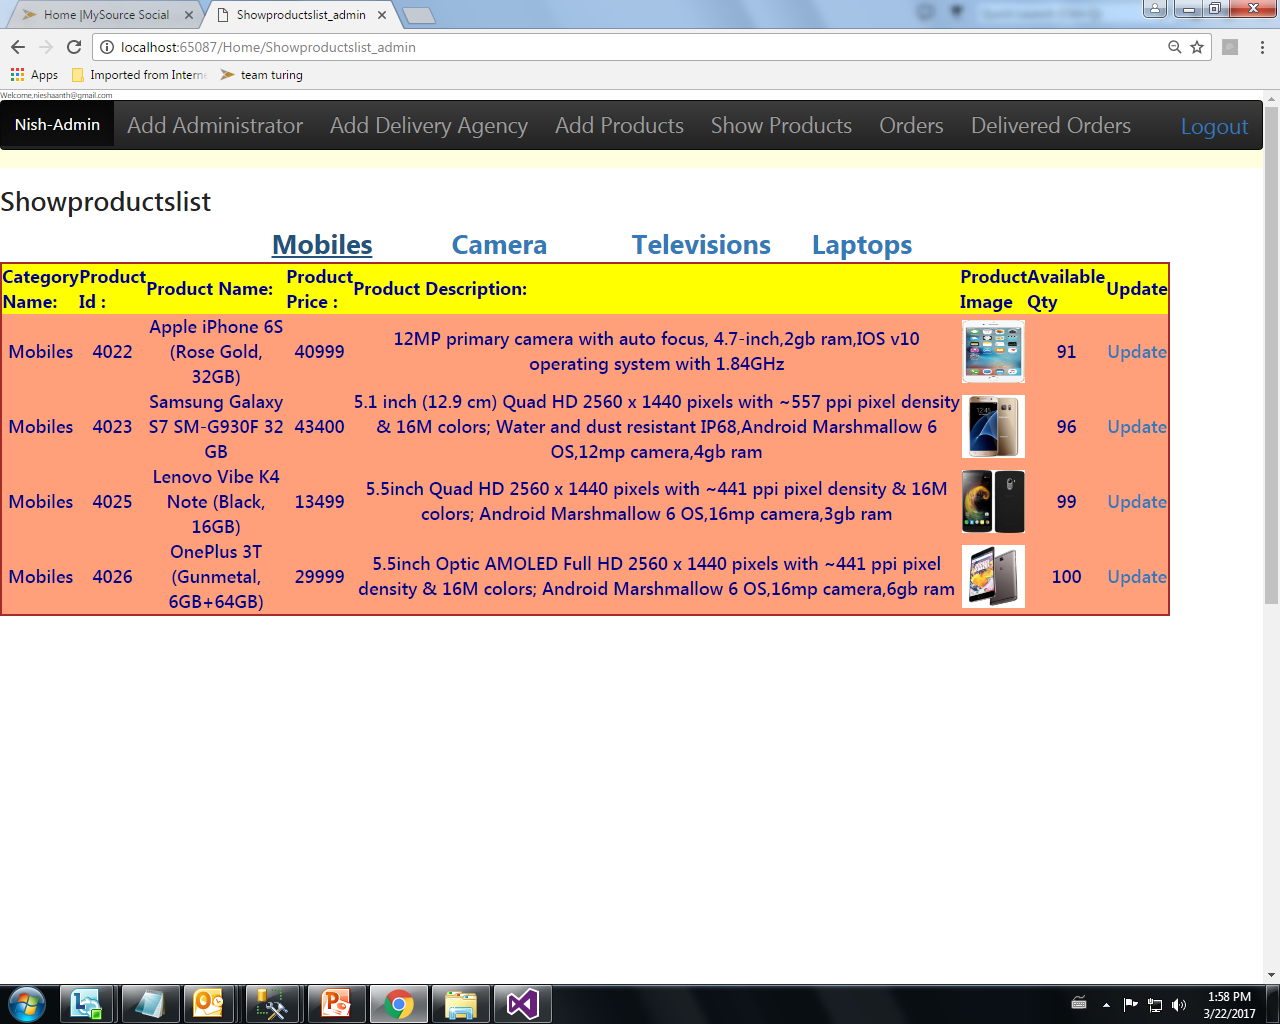 Home |MySource Social
Showproductslist_admin
localhost:65087/Home/Showproductslist_admin
Apps
Imported from Intern
team turing
Welcome,nieshaanth@gmail.com
Nish-Admin
Add Administrator
Add Delivery Agency
Add Products
Show Products
Orders
Delivered Orders
Logout
Showproductslist
Mobiles
Camera
Televisions
Laptops
Category Name:
Product Id :
Product Name:
Product Price :
Product Description:
Product Image
Available Qty
Update
Mobiles
4022
Apple iPhone 6S
(Rose Gold,
32GB)
40999
12MP primary camera with auto focus, 4.7-inch,2gb ram,IOS v10
operating system with 1.84GHz
91
Update
Mobiles
4023
Samsung Galaxy
S7 SM-G930F 32
GB
43400
5.1 inch (12.9 cm) Quad HD 2560 x 1440 pixels with ~557 ppi pixel density
& 16M colors; Water and dust resistant IP68,Android Marshmallow 6
OS,12mp camera,4gb ram
96
Update
Mobiles
4025
Lenovo Vibe K4
Note (Black,
16GB)
13499
5.5inch Quad HD 2560 x 1440 pixels with ~441 ppi pixel density & 16M
colors; Android Marshmallow 6 OS,16mp camera,3gb ram
99
Update
Mobiles
4026
OnePlus 3T
(Gunmetal,
6GB+64GB)
29999
5.5inch Optic AMOLED Full HD 2560 x 1440 pixels with ~441 ppi pixel
density & 16M colors; Android Marshmallow 6 OS,16mp camera,6gb ram
100
Update
1:58 PM
3/22/2017